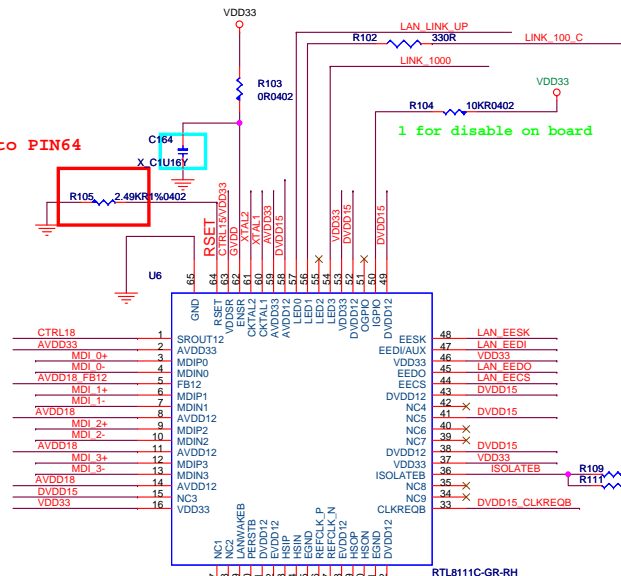 VDD33
LAN_LINK_UP
R102
330R
LINK_100_C
R103
0R0402
LINK_1000
VDD33
R104
10KR0402
1 for disable on board
to PIN64
C164
X_C1U16Y
R105
2.49KR1%0402
RSET
CTRL15/VDD33
GVDD
XTAL2
XTAL1
AVDD33
DVDD15
VDD33
DVDD15
DVDD15
U6
65
64
63
62
61
60
59
58
57
56
55
54
53
52
51
50
49
GND
RSET
VDDSR
ENSR
CKTAL2
CKTAL1
AVDD33
AVDD12
LED0
LED1
LED2
LED3
VDD33
DVDD12
OGPIO
IGPIO
DVDD12
CTRL18 1 SROUT12
AVDD33 2 AVDD33
MDI_0+ 3 MDIP0
MDI_0- 4 MDIN0
AVDD18_FB12 5 FB12
MDI_1+ 6 MDIP1
MDI_1- 7 MDIN1
AVDD18 8 AVDD12
MDI_2+ 9 MDIP2
MDI_2- 10 MDIN2
AVDD18 11 AVDD12
MDI_3+ 12 MDIP3
MDI_3- 13 MDIN3
AVDD18 14 AVDD12
DVDD15 15 NC3
VDD33 16 VDD33
EESK 48 LAN_EESK
EEDI/AUX 47 LAN_EEDI
VDD33 46 VDD33
EEDO 45 LAN_EEDO
EECS 44 LAN_EECS
DVDD12 43 DVDD15
NC4 42
NC5 41 DVDD15
NC6 40
NC7 39
DVDD12 38 DVDD15
VDD33 37 VDD33
ISOLATEB 36 ISOLATEB
NC8 35
NC9 34
CLKREQB 33 DVDD15_CLKREQB
R109
R111
NC1
NC2
LANWAKEB
PERSTB
DVDD12
EVDD12
HSIP
HSIN
EGND
REFCLK_P
REFCLK_N
EVDD12
HSOP
HSON
EGND
DVDD12
RTL8111C-GR-RH